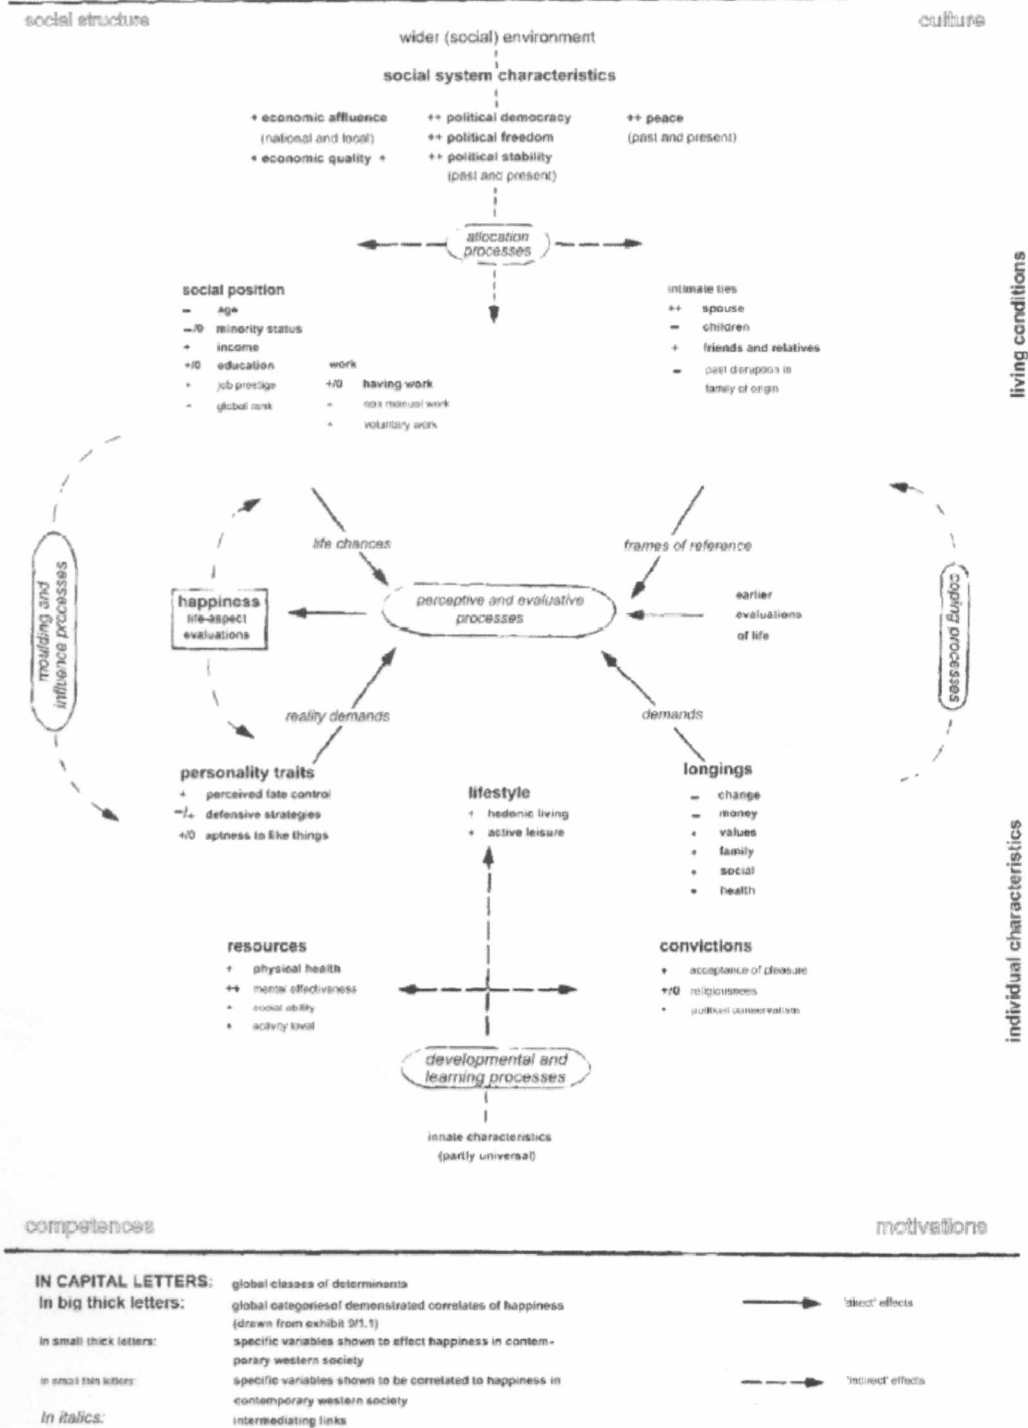 social structure
culture
wider (social) environment
social system characteristics
+ economic affluence
(national and local)
+ economic quality +
++ political democracy
++ political freedom
++ political stability
(past and present)
++ peace
(past and present)
allocation
processes
social position
– age
–/0 minority status
+ income
+/0 education
+ job prestige
global rank
work
+/0 having work
non manual work
+ voluntary work
intimate ties
++ spouse
– children
+ friends and relatives
– past disruption in
family of origin
living conditions
life chances
frames of reference
moulding and
influence processes
happiness
life-aspect
evaluations
perceptive and evaluative
processes
earlier
evaluations
of life
coping processes
reality demands
demands
personality traits
+ perceived fate control
–/+ defensive strategies
+/0 aptness to like things
lifestyle
+ hedonic living
+ active leisure
longings
– change
– money
+ values
+ family
+ social
+ health
individual characteristics
resources
+ physical health
++ mental effectiveness
+ social ability
+ activity level
convictions
+ acceptance of pleasure
+/0 religiousness
+ political conservatism
developmental and
learning processes
innate characteristics
(partly universal)
competences
motivations
IN CAPITAL LETTERS: global classes of determinants
In big thick letters: global categoriesof demonstrated correlates of happiness
(drawn from exhibit 9/1.1)
In small thick letters: specific variables shown to effect happiness in contem-
porary western society
In small thin letters: specific variables shown to be correlated to happiness in
contemporary western society
In italics: intermediating links
'direct' effects
'indirect' effects